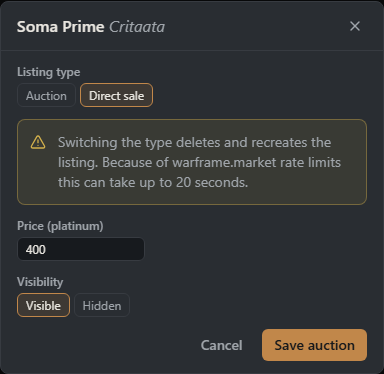 Soma Prime Critaata
Listing type
Auction Direct sale
Switching the type deletes and recreates the
listing. Because of warframe.market rate limits
this can take up to 20 seconds.
Price (platinum)
400
Visibility
Visible Hidden
Cancel Save auction